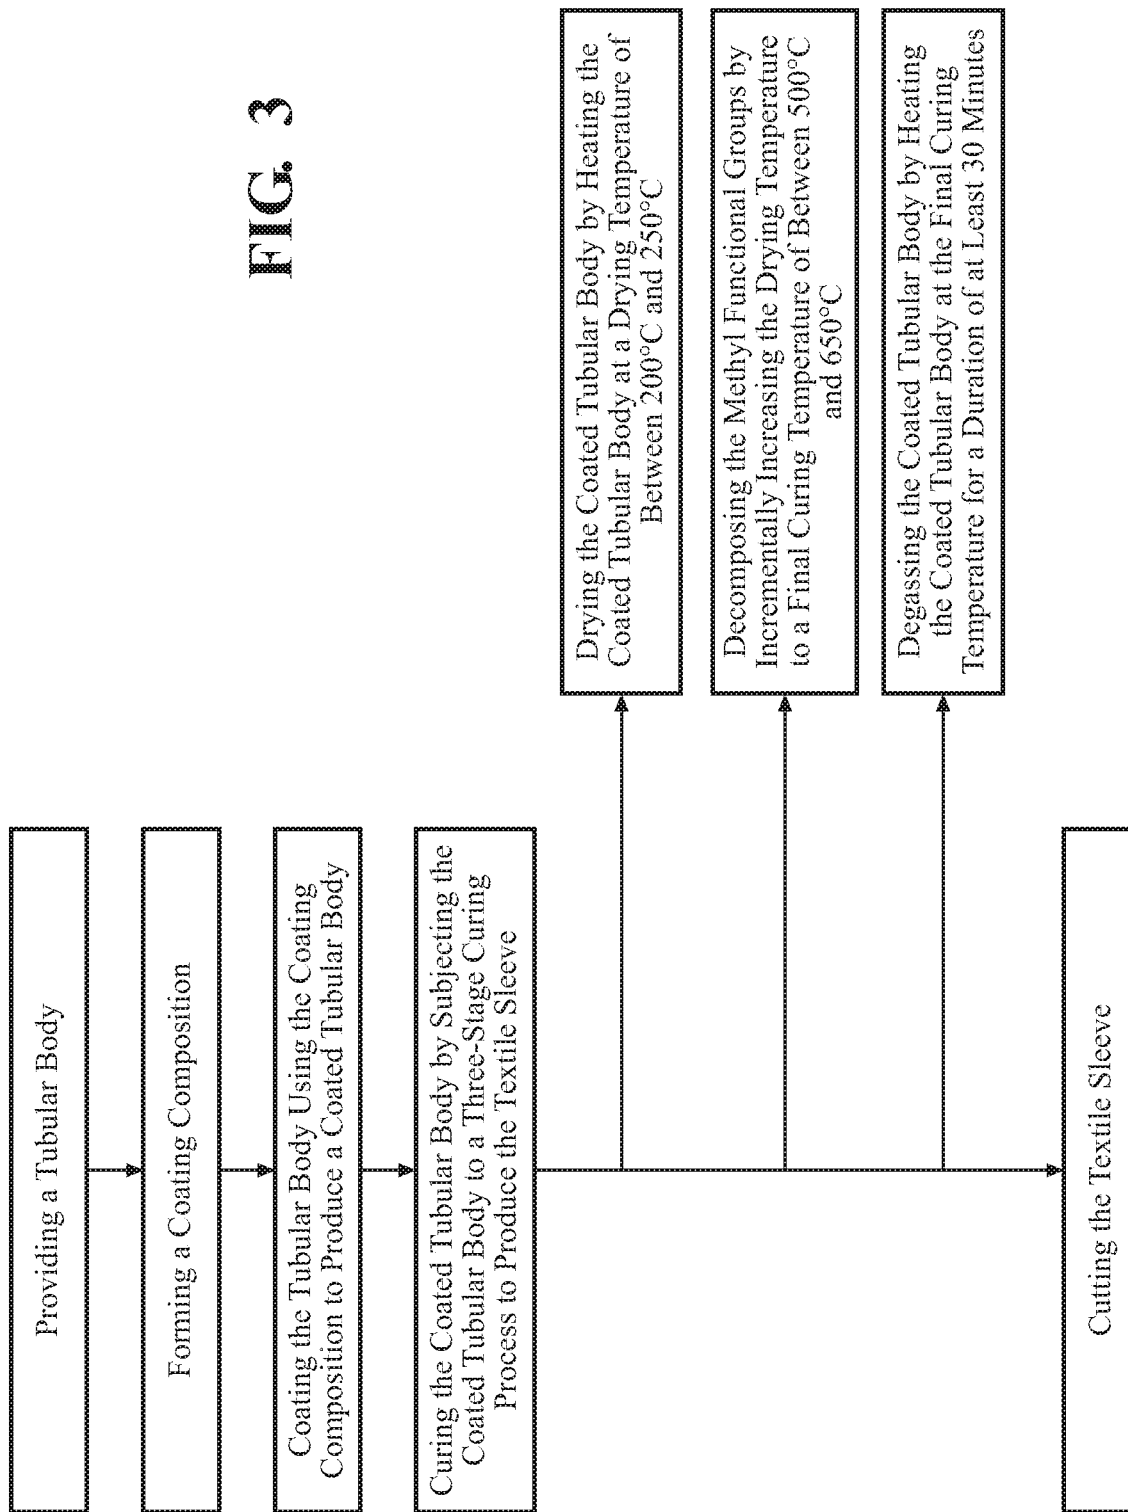 FIG. 3
Providing a Tubular Body
Forming a Coating Composition
Coating the Tubular Body Using the Coating
Composition to Produce a Coated Tubular Body
Curing the Coated Tubular Body by Subjecting the
Coated Tubular Body to a Three-Stage Curing
Process to Produce the Textile Sleeve
Drying the Coated Tubular Body by Heating the
Coated Tubular Body at a Drying Temperature of
Between 200°C and 250°C
Decomposing the Methyl Functional Groups by
Incrementally Increasing the Drying Temperature
to a Final Curing Temperature of Between 500°C
and 650°C
Degassing the Coated Tubular Body by Heating
the Coated Tubular Body at the Final Curing
Temperature for a Duration of at Least 30 Minutes
Cutting the Textile Sleeve